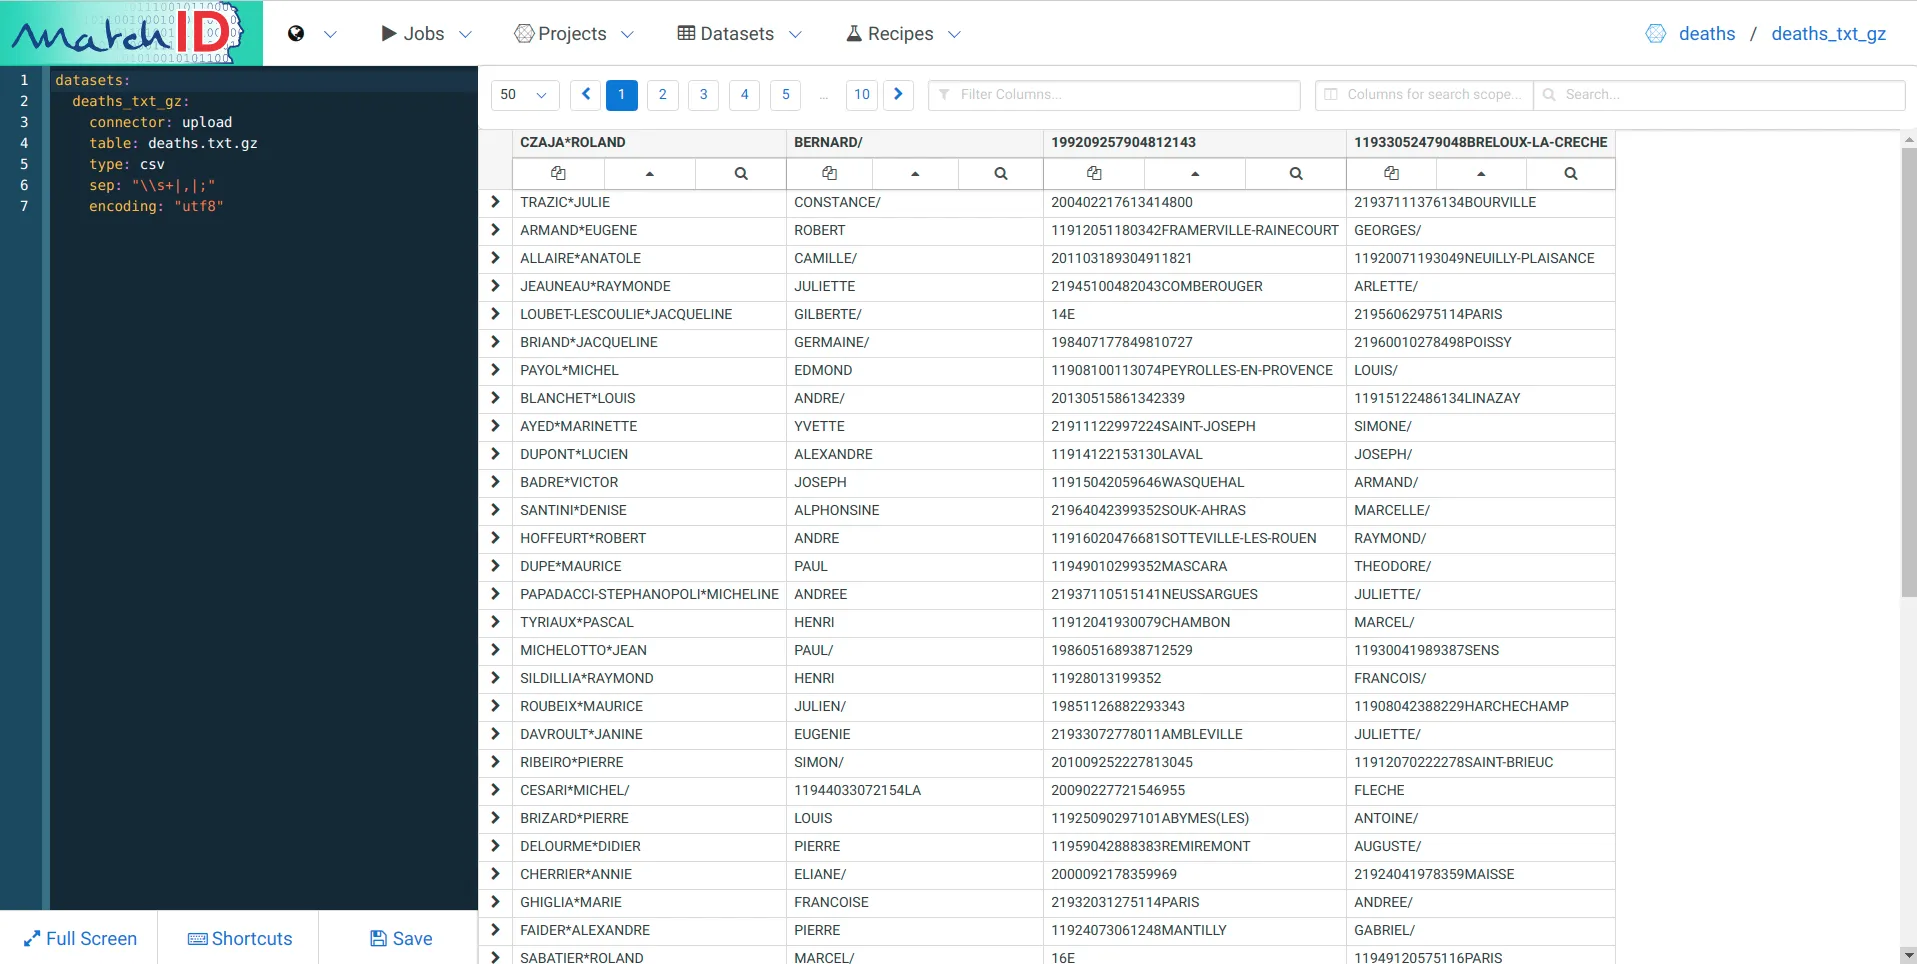 matchID
Jobs
Projects
Datasets
Recipes
deaths / deaths_txt_gz
1 datasets:
2 deaths_txt_gz:
3 connector: upload
4 table: deaths.txt.gz
5 type: csv
6 sep: "\\s+|,|;"
7 encoding: "utf8"
50 1 2 3 4 5 ... 10 Filter Columns... Columns for search scope... Search...
CZAJA*ROLAND BERNARD/ 199209257904812143 11933052479048BRELOUX-LA-CRECHE
TRAZIC*JULIE CONSTANCE/ 200402217613414800 21937111376134BOURVILLE
ARMAND*EUGENE ROBERT 11912051180342FRAMERVILLE-RAINECOURT GEORGES/
ALLAIRE*ANATOLE CAMILLE/ 201103189304911821 11920071193049NEUILLY-PLAISANCE
JEAUNEAU*RAYMONDE JULIETTE 21945100482043COMBEROUGER ARLETTE/
LOUBET-LESCOULIE*JACQUELINE GILBERTE/ 14E 21956062975114PARIS
BRIAND*JACQUELINE GERMAINE/ 198407177849810727 21960010278498POISSY
PAYOL*MICHEL EDMOND 11908100113074PEYROLLES-EN-PROVENCE LOUIS/
BLANCHET*LOUIS ANDRE/ 20130515861342339 11915122486134LINAZAY
AYED*MARINETTE YVETTE 21911122997224SAINT-JOSEPH SIMONE/
DUPONT*LUCIEN ALEXANDRE 11914122153130LAVAL JOSEPH/
BADRE*VICTOR JOSEPH 11915042059646WASQUEHAL ARMAND/
SANTINI*DENISE ALPHONSINE 21964042399352SOUK-AHRAS MARCELLE/
HOFFEURT*ROBERT ANDRE 11916020476681SOTTEVILLE-LES-ROUEN RAYMOND/
DUPE*MAURICE PAUL 11949010299352MASCARA THEODORE/
PAPADACCI-STEPHANOPOLI*MICHELINE ANDREE 21937110515141NEUSSARGUES JULIETTE/
TYRIAUX*PASCAL HENRI 11912041930079CHAMBON MARCEL/
MICHELOTTO*JEAN PAUL/ 198605168938712529 11930041989387SENS
SILDILLIA*RAYMOND HENRI 11928013199352 FRANCOIS/
ROUBEIX*MAURICE JULIEN/ 19851126882293343 11908042388229HARCHECHAMP
DAVROULT*JANINE EUGENIE 21933072778011AMBLEVILLE JULIETTE/
RIBEIRO*PIERRE SIMON/ 201009252227813045 11912070222278SAINT-BRIEUC
CESARI*MICHEL/ 11944033072154LA 20090227721546955 FLECHE
BRIZARD*PIERRE LOUIS 11925090297101ABYMES(LES) ANTOINE/
DELOURME*DIDIER PIERRE 11959042888383REMIREMONT AUGUSTE/
CHERRIER*ANNIE ELIANE/ 2000092178359969 21924041978359MAISSE
GHIGLIA*MARIE FRANCOISE 21932031275114PARIS ANDREE/
FAIDER*ALEXANDRE PIERRE 11924073061248MANTILLY GABRIEL/
SABATIER*ROLAND MARCEL/ 16E 11949120575116PARIS
Full Screen
Shortcuts
Save